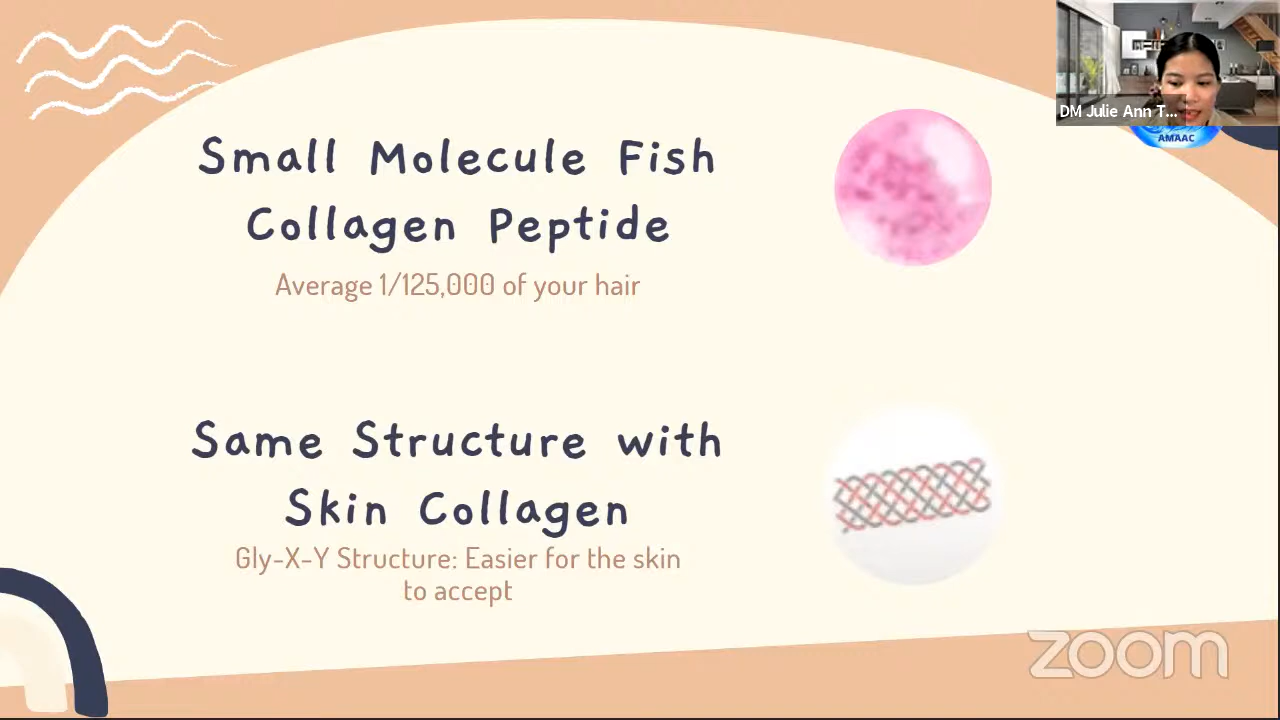 DM Julie Ann T...
AMAAC
Small Molecule Fish
Collagen Peptide
Average 1/125,000 of your hair
Same Structure with
Skin Collagen
Gly-X-Y Structure: Easier for the skin
to accept
zoom